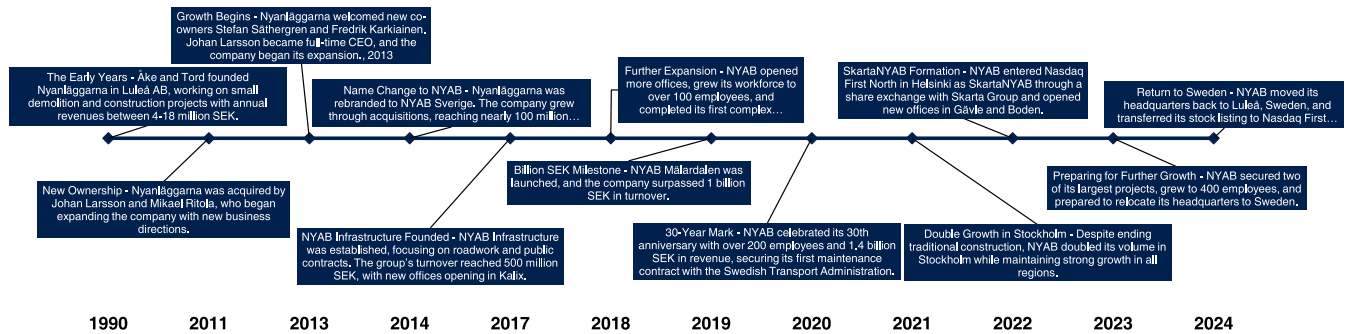 Growth Begins - Nyanläggarna welcomed new co-
owners Stefan Säthergren and Fredrik Karkiainen.
Johan Larsson became full-time CEO, and the
company began its expansion., 2013
The Early Years - Åke and Tord founded
Nyanläggarna in Luleå AB, working on small
demolition and construction projects with annual
revenues between 4-18 million SEK.
Name Change to NYAB - Nyanläggarna was
rebranded to NYAB Sverige. The company grew
through acquisitions, reaching nearly 100 million…
Further Expansion - NYAB opened
more offices, grew its workforce to
over 100 employees, and
completed its first complex…
SkartaNYAB Formation - NYAB entered Nasdaq
First North in Helsinki as SkartaNYAB through a
share exchange with Skarta Group and opened
new offices in Gävle and Boden.
Return to Sweden - NYAB moved its
headquarters back to Luleå, Sweden, and
transferred its stock listing to Nasdaq First…
New Ownership - Nyanläggarna was acquired by
Johan Larsson and Mikael Ritola, who began
expanding the company with new business
directions.
NYAB Infrastructure Founded - NYAB Infrastructure
was established, focusing on roadwork and public
contracts. The group's turnover reached 500 million
SEK, with new offices opening in Kalix.
Billion SEK Milestone - NYAB Mälardalen was
launched, and the company surpassed 1 billion
SEK in turnover.
30-Year Mark - NYAB celebrated its 30th
anniversary with over 200 employees and 1.4 billion
SEK in revenue, securing its first maintenance
contract with the Swedish Transport Administration.
Double Growth in Stockholm - Despite ending
traditional construction, NYAB doubled its volume in
Stockholm while maintaining strong growth in all
regions.
Preparing for Further Growth - NYAB secured two
of its largest projects, grew to 400 employees, and
prepared to relocate its headquarters to Sweden.
1990 2011 2013 2014 2017 2018 2019 2020 2021 2022 2023 2024